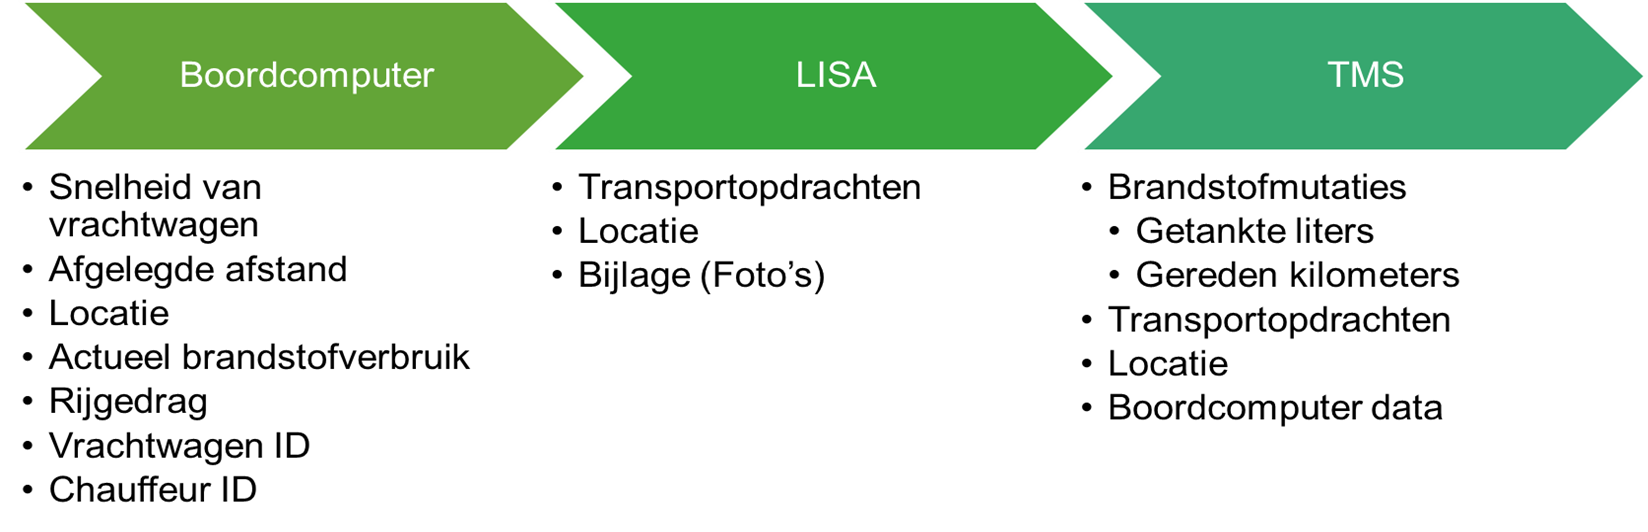 Boordcomputer
• Snelheid van
vrachtwagen
• Afgelegde afstand
• Locatie
• Actueel brandstofverbruik
• Rijgedrag
• Vrachtwagen ID
• Chauffeur ID
LISA
• Transportopdrachten
• Locatie
• Bijlage (Foto’s)
TMS
• Brandstofmutaties
• Getankte liters
• Gereden kilometers
• Transportopdrachten
• Locatie
• Boordcomputer data